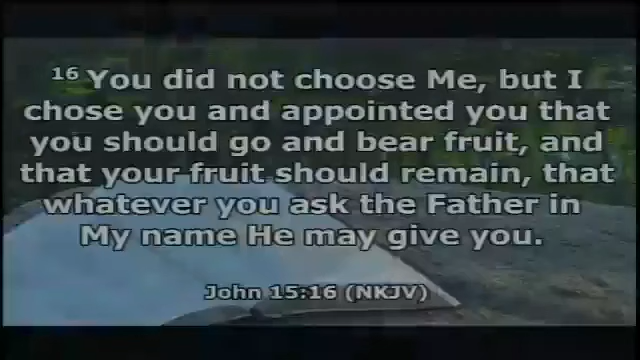 16 You did not choose Me, but I
chose you and appointed you that
you should go and bear fruit, and
that your fruit should remain, that
whatever you ask the Father in
My name He may give you.
John 15:16 (NKJV)